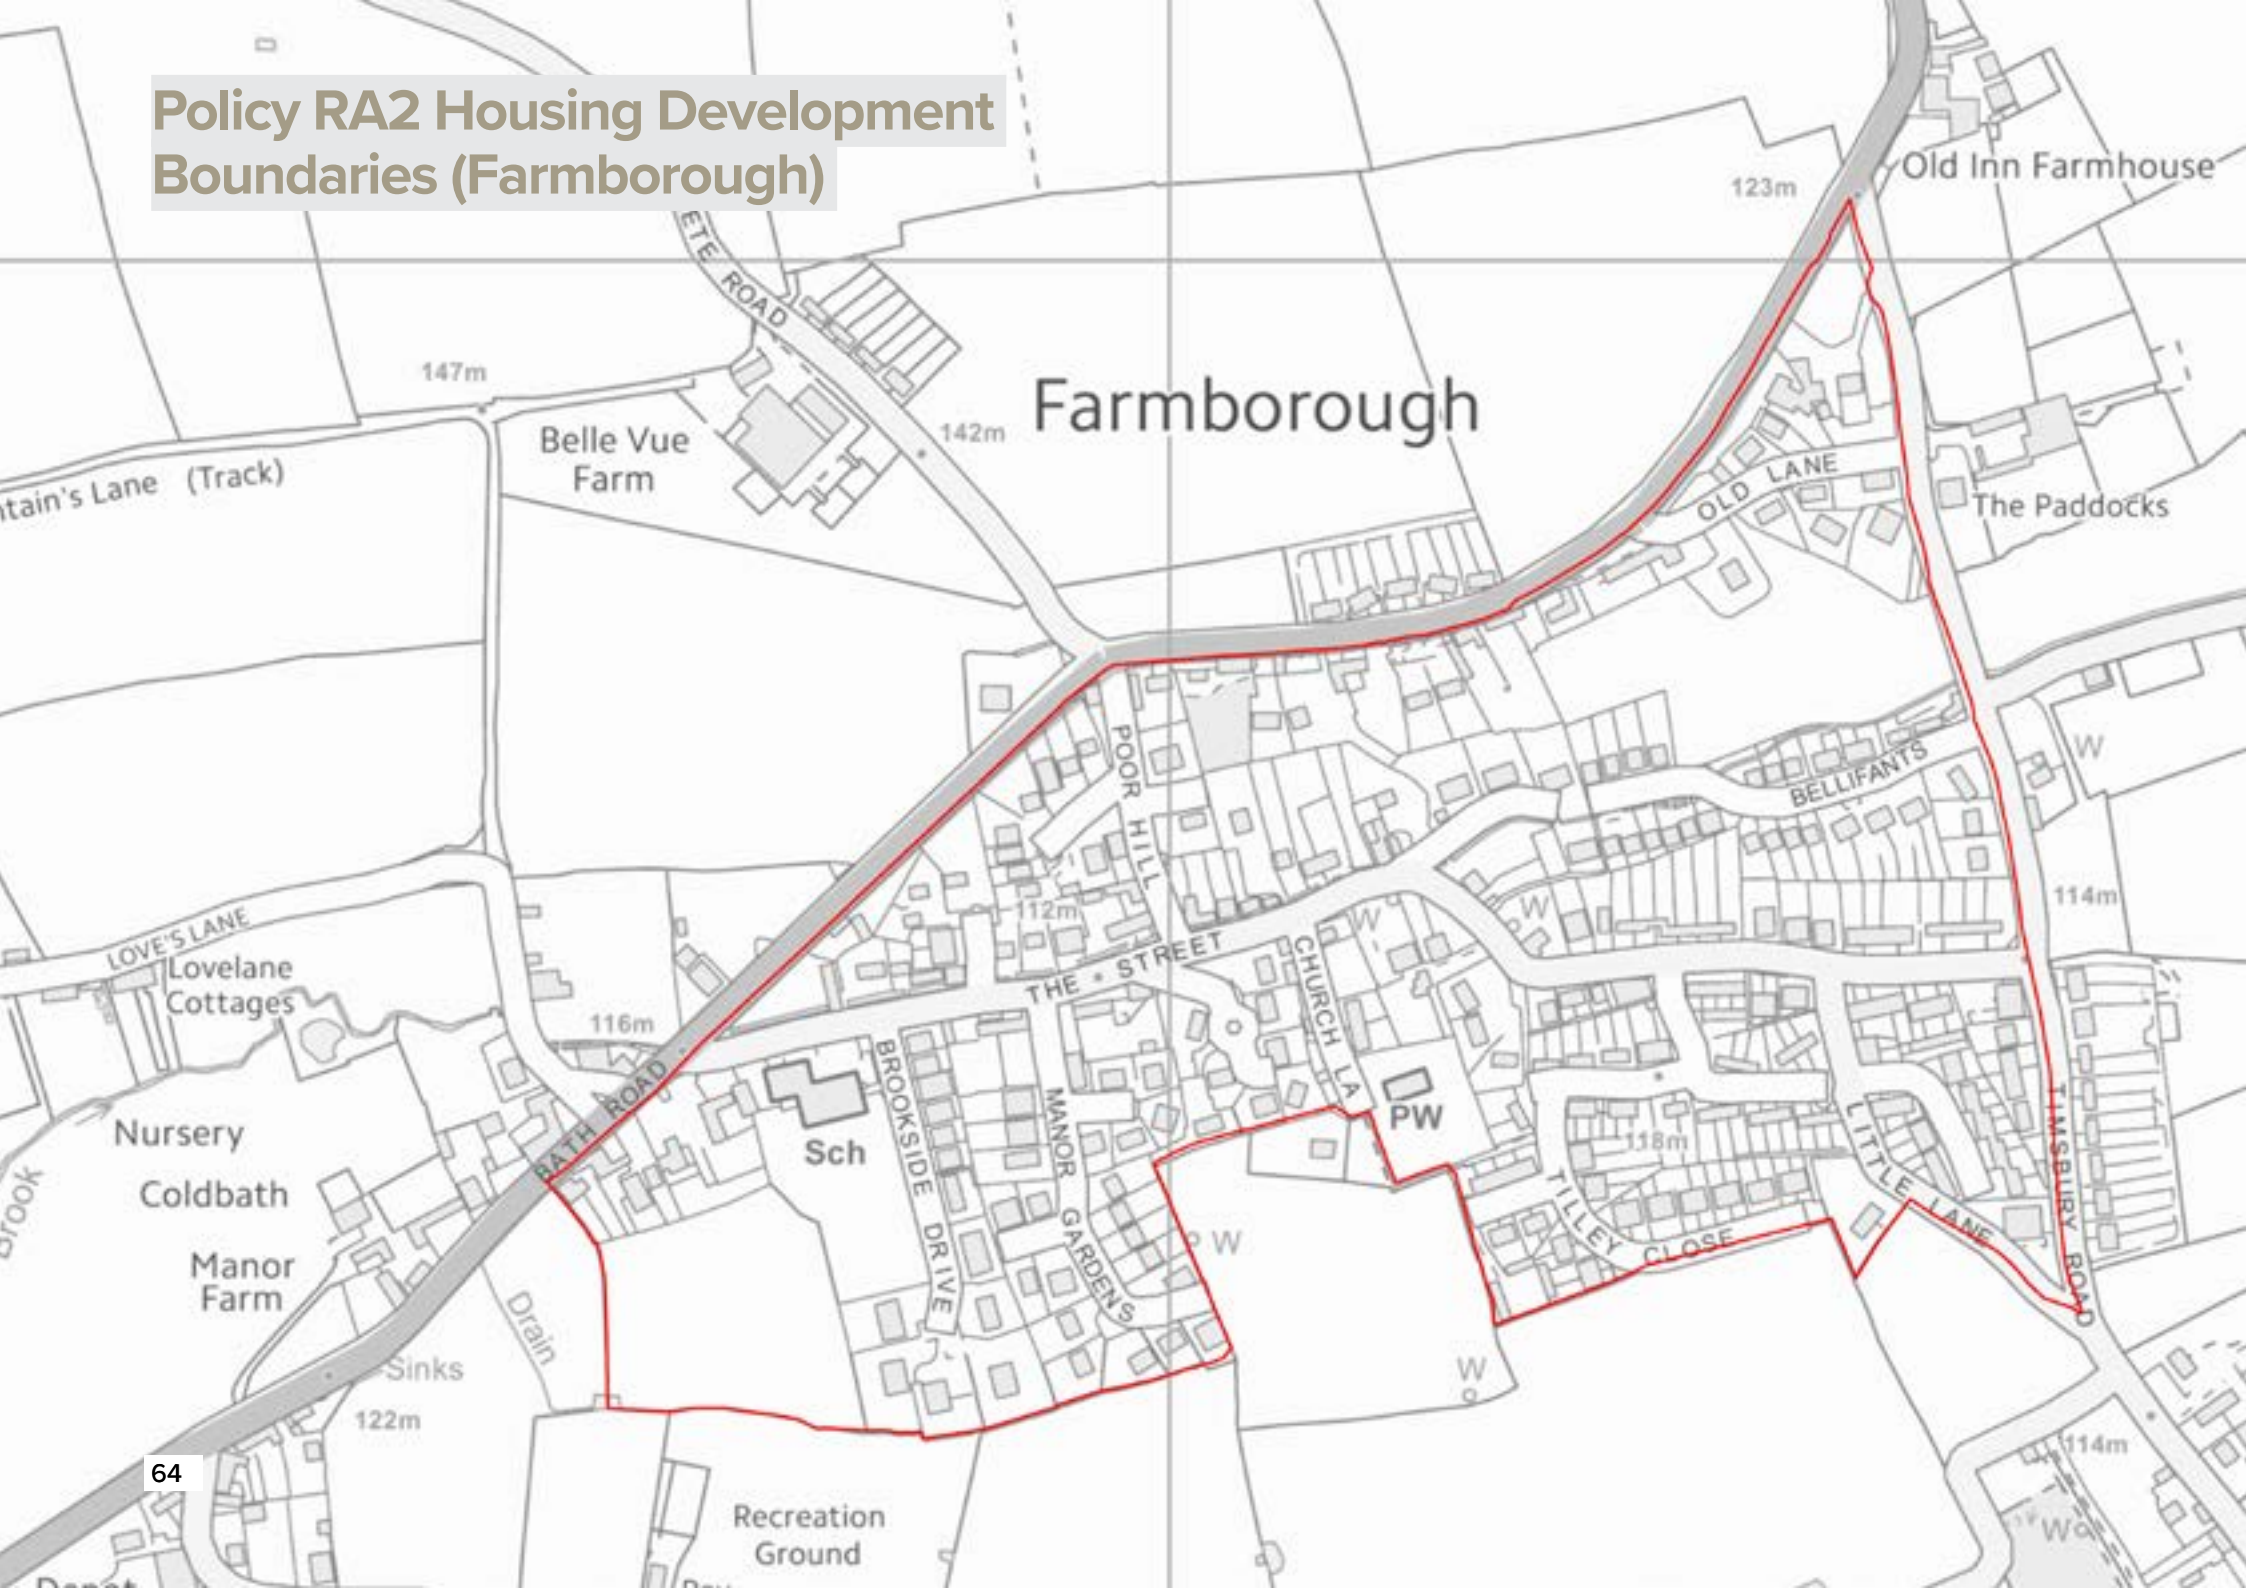 Policy RA2 Housing Development
Boundaries (Farmborough)
Old Inn Farmhouse
123m
ROAD
147m
Farmborough
142m
Belle Vue
Farm
OLD LANE
(Track)
Lane
The Paddocks
POOR HILL
W
BELLIFANTS
114m
112m
W
W
LOVE'S LANE
THE STREET
CHURCH LA
Lovelane
Cottages
116m
BATH ROAD
BROOKSIDE DRIVE
MANOR GARDENS
PW
Nursery
Sch
118m
LITTLE LANE
TIMSBURY ROAD
Coldbath
Brook
TILLEY CLOSE
W
Manor
Farm
Drain
Sinks
W
122m
64
114m
Recreation
Ground
W